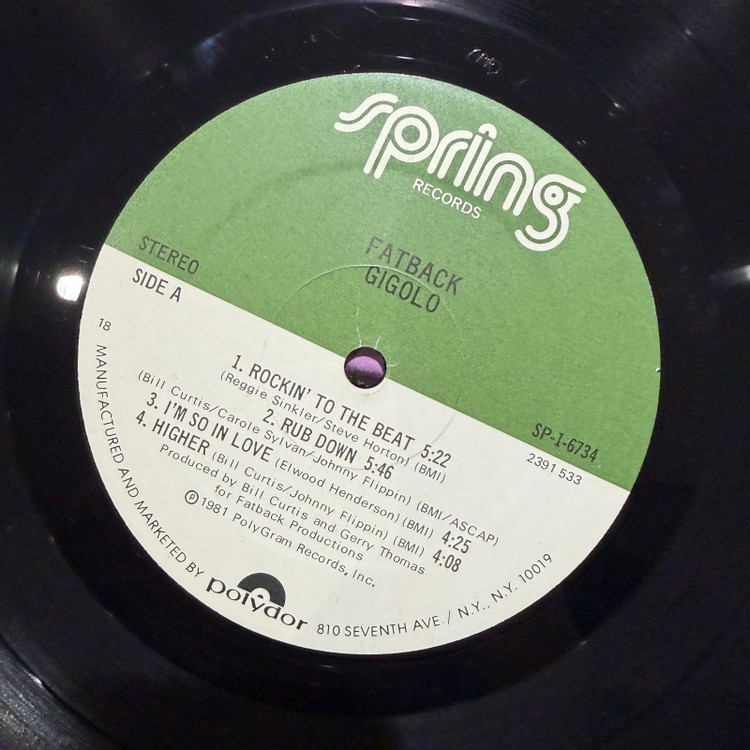 spring
RECORDS
FATBACK
GIGOLO
STEREO
SIDE A
SP-1-6734
2391 533
18
1. ROCKIN' TO THE BEAT 5:22
(Reggie Sinkler/Steve Horton) (BMI)
2. RUB DOWN 5:46
(Bill Curtis/Carole Sylvan/Johnny Flippin) (BMI/ASCAP)
3. I'M SO IN LOVE (Elwood Henderson) (BMI) 4:25
4. HIGHER (Bill Curtis/Johnny Flippin) (BMI) 4:08
Produced by Bill Curtis and Gerry Thomas
for Fatback Productions
℗ 1981 PolyGram Records, Inc.
MANUFACTURED AND MARKETED BY polydor 810 SEVENTH AVE. / N.Y., N.Y. 10019